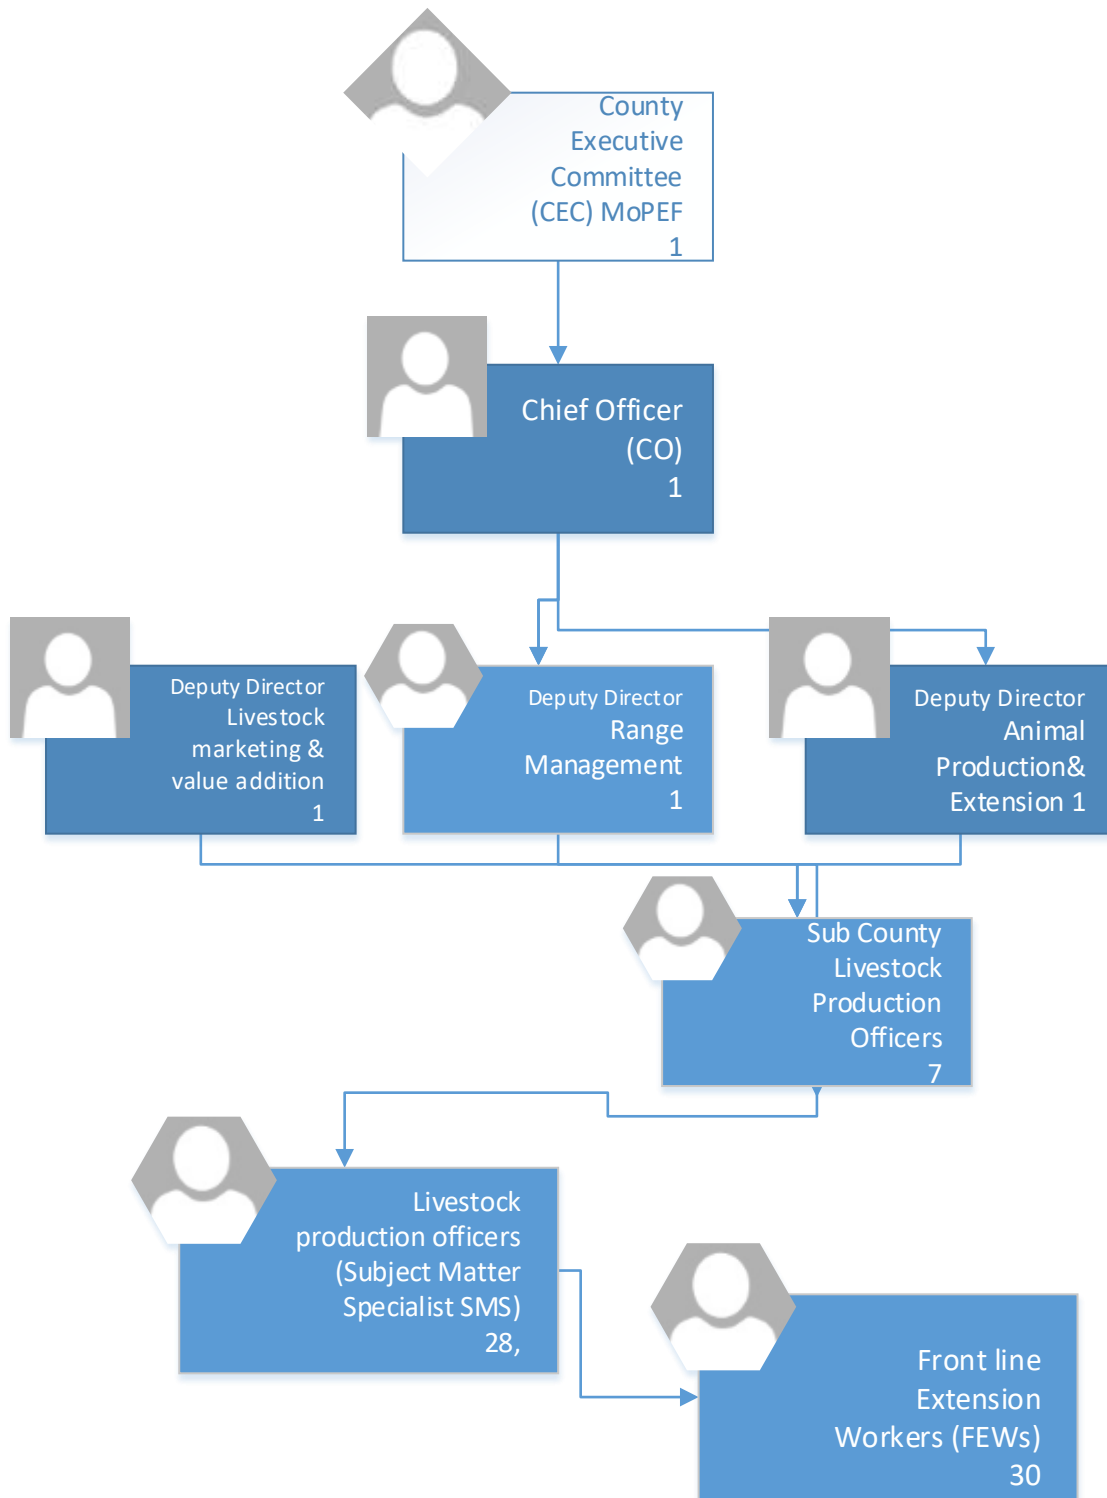 County
Executive
Committee
(CEC) MoPEF
1
Chief Officer
(CO)
1
Deputy Director
Livestock
marketing &
value addition
1
Deputy Director
Range
Management
1
Deputy Director
Animal
Production&
Extension 1
Sub County
Livestock
Production
Officers
7
Livestock
production officers
(Subject Matter
Specialist SMS)
28,
Front line
Extension
Workers (FEWs)
30